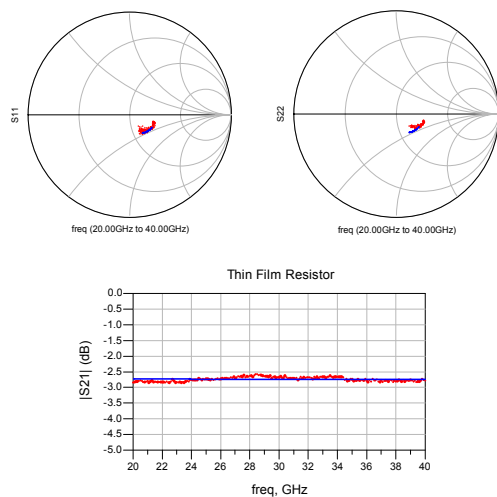 S11
S22
freq (20.00GHz to 40.00GHz)
freq (20.00GHz to 40.00GHz)
Thin Film Resistor
|S21| (dB)
0.0
-0.5
-1.0
-1.5
-2.0
-2.5
-3.0
-3.5
-4.0
-4.5
-5.0
20 22 24 26 28 30 32 34 36 38 40
freq, GHz